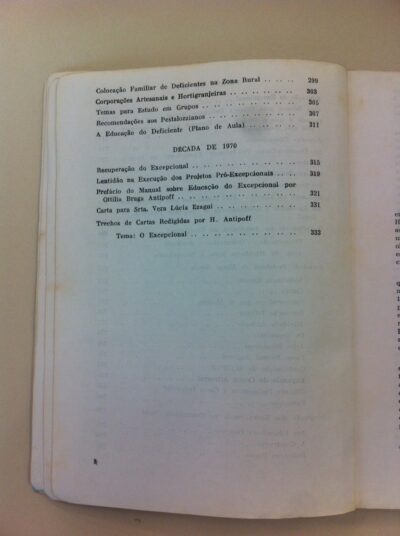 Colocação Familiar de Deficientes na Zona Rural .. .. .. 299
Corporações Artesanais e Hortigranjeiras .. .. .. .. .. .. 303
Temas para Estudo em Grupos .. .. .. .. .. .. .. .. 305
Recomendações aos Pestalozzianos .. .. .. .. .. .. .. 307
A Educação do Deficiente (Plano de Aula) .. .. .. .. .. 311
DÉCADA DE 1970
Recuperação do Excepcional .. .. .. .. .. .. .. .. .. 315
Lentidão na Execução dos Projetos Pró-Excepcionais .. .. .. 319
Prefácio do Manual sobre Educação do Excepcional por
Ottília Braga Antipoff .. .. .. .. .. .. .. .. .. .. 321
Carta para Srta. Vera Lúcia Eragai .. .. .. .. .. .. .. 331
Trechos de Cartas Redigidas por H. Antipoff
Tema: O Excepcional .. .. .. .. .. .. .. .. .. .. 333
8